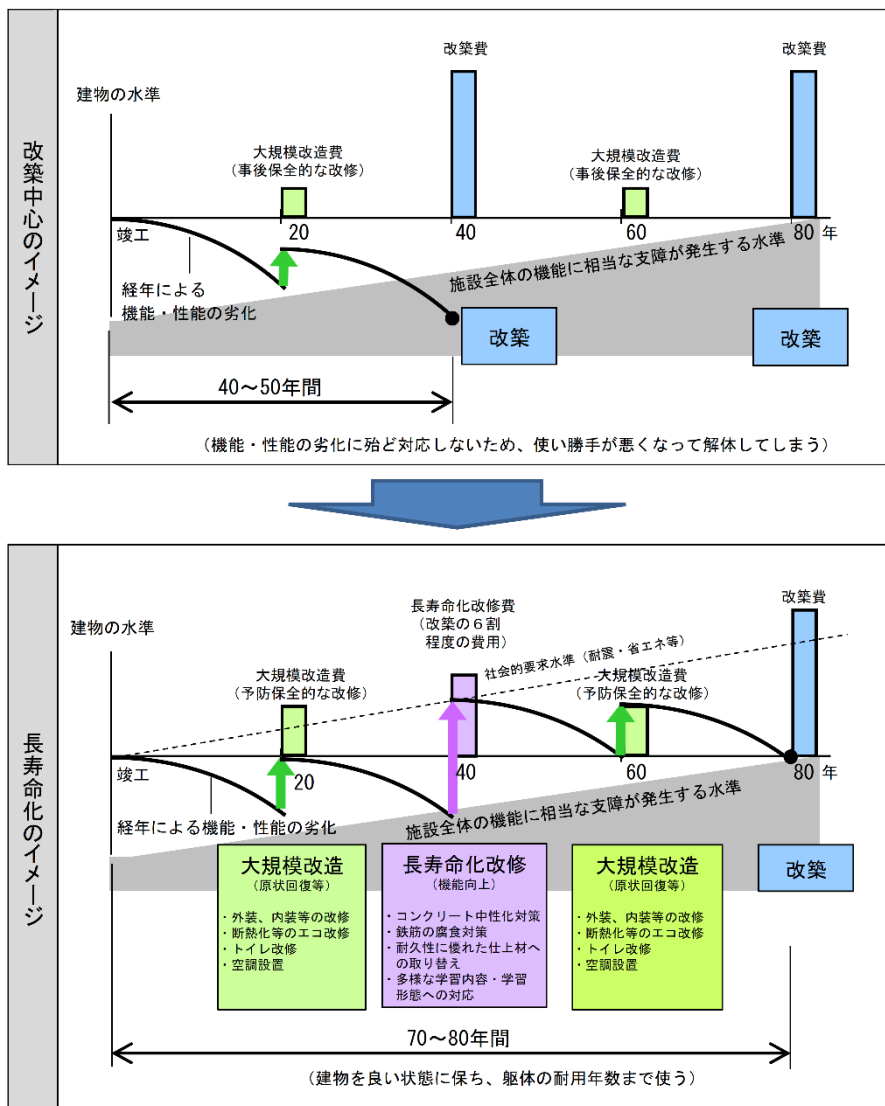 改築中心のイメージ
建物の水準
改築費
改築費
大規模改造費
（事後保全的な改修）
大規模改造費
（事後保全的な改修）
竣工
20
40
60
80 年
施設全体の機能に相当な支障が発生する水準
経年による
機能・性能の劣化
改築
改築
40～50年間
（機能・性能の劣化に殆ど対応しないため、使い勝手が悪くなって解体してしまう）
長寿命化のイメージ
建物の水準
長寿命化改修費
（改築の６割
程度の費用）
改築費
社会的要求水準（耐震・省エネ等）
大規模改造費
（予防保全的な改修）
大規模改造費
（予防保全的な改修）
竣工
20
40
60
80 年
施設全体の機能に相当な支障が発生する水準
経年による機能・性能の劣化
大規模改造
（原状回復等）
・外装、内装等の改修
・断熱化等のエコ改修
・トイレ改修
・空調設置
長寿命化改修
（機能向上）
・コンクリート中性化対策
・鉄筋の腐食対策
・耐久性に優れた仕上材へ
の取り替え
・多様な学習内容・学習
形態への対応
大規模改造
（原状回復等）
・外装、内装等の改修
・断熱化等のエコ改修
・トイレ改修
・空調設置
改築
70～80年間
（建物を良い状態に保ち、躯体の耐用年数まで使う）